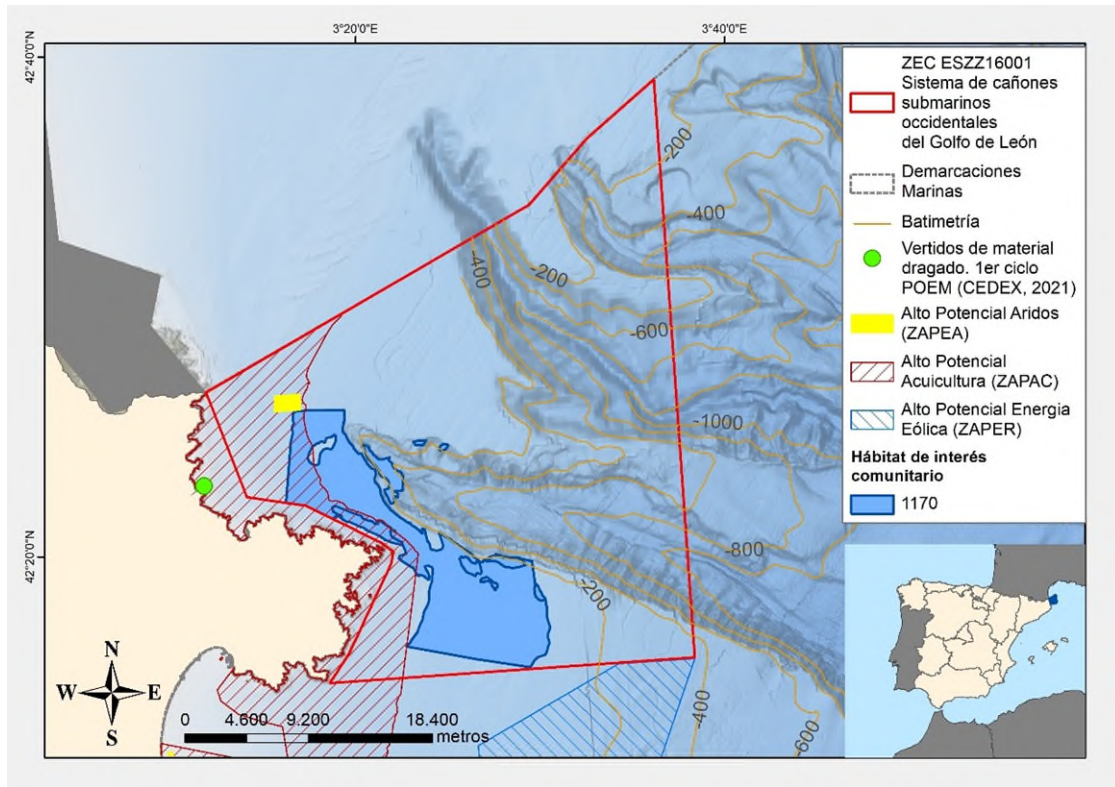 3°20'0"E
3°40'0"E
42°40'0"N
42°20'0"N
-200
-400
-400
-200
-600
-1000
-800
-200
-400
-600
ZEC ESZZ16001
Sistema de cañones
submarinos
occidentales
del Golfo de León
Demarcaciones
Marinas
Batimetría
Vertidos de material
dragado. 1er ciclo
POEM (CEDEX, 2021)
Alto Potencial Aridos
(ZAPEA)
Alto Potencial
Acuicultura (ZAPAC)
Alto Potencial Energia
Eólica (ZAPER)
Hábitat de interés
comunitario
1170
N
W E
S
0 4.600 9.200 18.400
metros